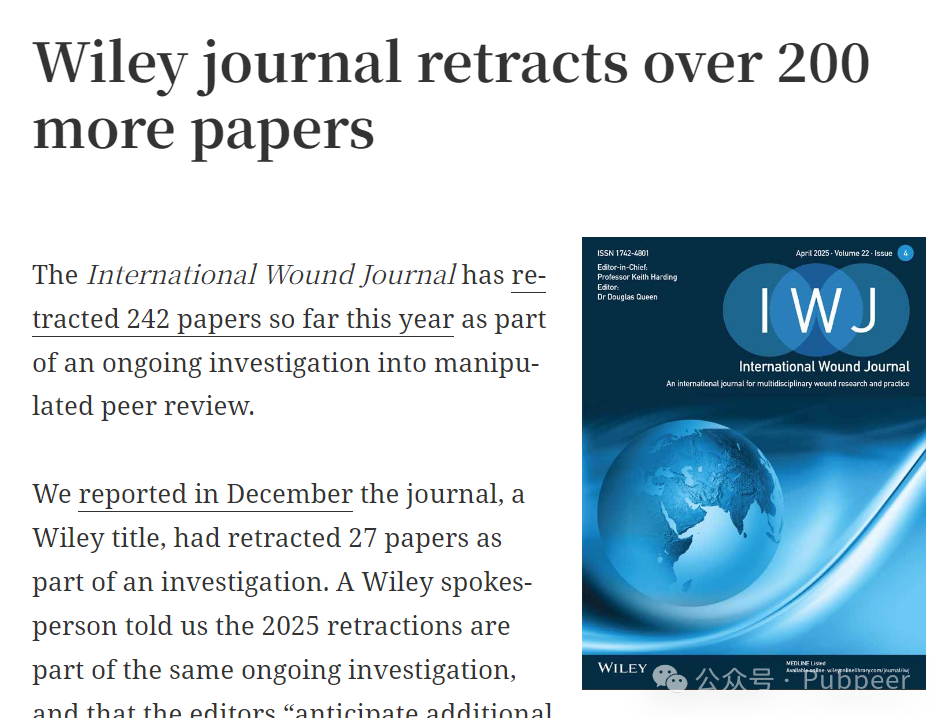 Wiley journal retracts over 200
more papers
The International Wound Journal has re-
tracted 242 papers so far this year as part
of an ongoing investigation into manipu-
lated peer review.
We reported in December the journal, a
Wiley title, had retracted 27 papers as
part of an investigation. A Wiley spokes-
person told us the 2025 retractions are
part of the same ongoing investigation,
and that the editors “anticipate additional
ISSN 1742-4801
April 2025 · Volume 22 · Issue 4
Editor-in-Chief:
Professor Keith Harding
Editor:
Dr Douglas Queen
IWJ
International Wound Journal
An international journal for multidisciplinary wound research and practice
WILEY
MEDLINE Listed
Available online: wileyonlinelibrary.com/journal/iwj
公众号 · Pubpeer